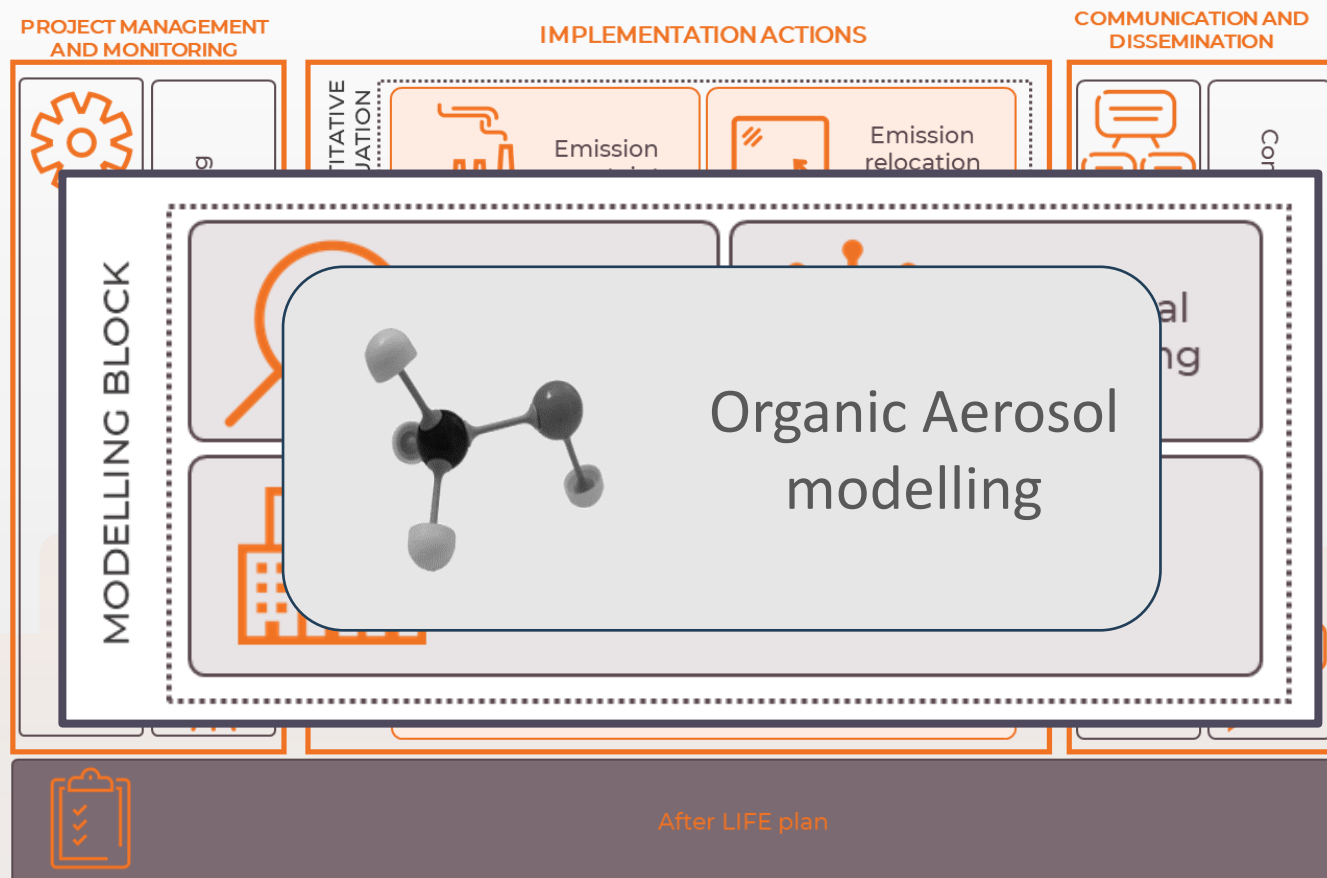 PROJECT MANAGEMENT
AND MONITORING
IMPLEMENTATION ACTIONS
COMMUNICATION AND
DISSEMINATION
Emission
Emission
relocation
MODELLING BLOCK
Organic Aerosol
modelling
After LIFE plan